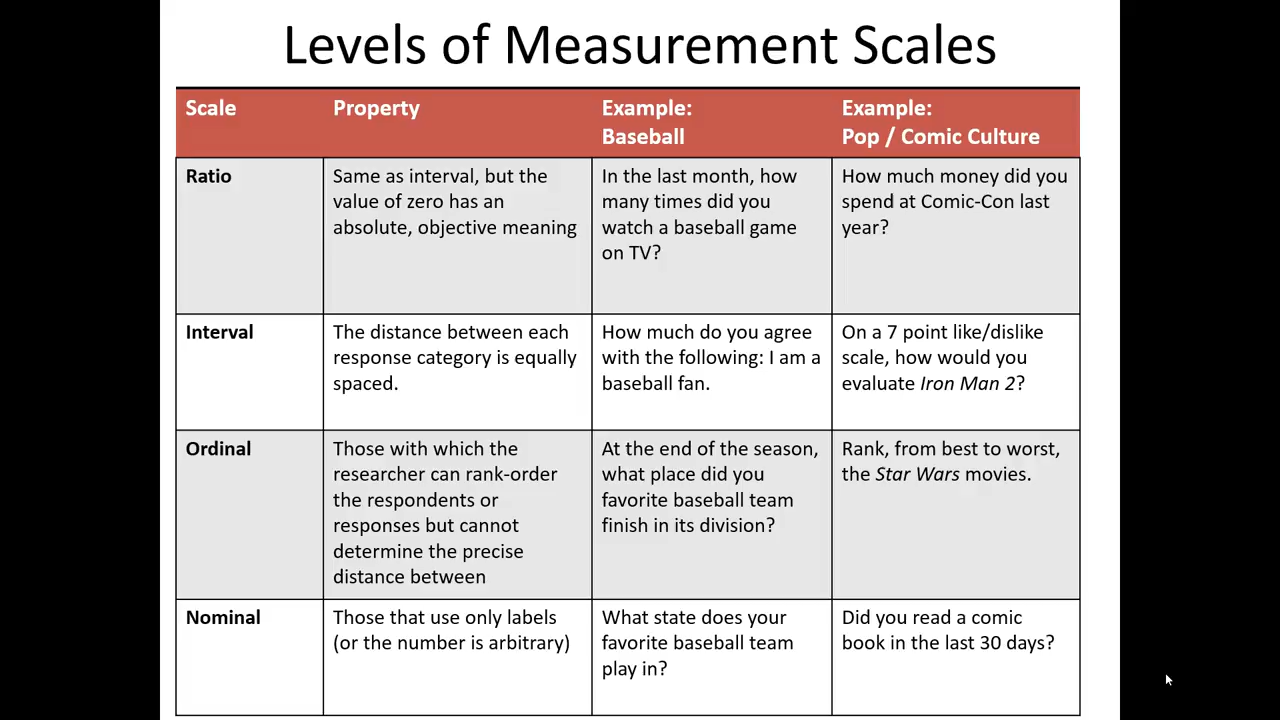 Levels of Measurement Scales
Scale
Property
Example:
Baseball
Example:
Pop / Comic Culture
Ratio
Same as interval, but the
value of zero has an
absolute, objective meaning
In the last month, how
many times did you
watch a baseball game
on TV?
How much money did you
spend at Comic-Con last
year?
Interval
The distance between each
response category is equally
spaced.
How much do you agree
with the following: I am a
baseball fan.
On a 7 point like/dislike
scale, how would you
evaluate Iron Man 2?
Ordinal
Those with which the
researcher can rank-order
the respondents or
responses but cannot
determine the precise
distance between
At the end of the season,
what place did you
favorite baseball team
finish in its division?
Rank, from best to worst,
the Star Wars movies.
Nominal
Those that use only labels
(or the number is arbitrary)
What state does your
favorite baseball team
play in?
Did you read a comic
book in the last 30 days?